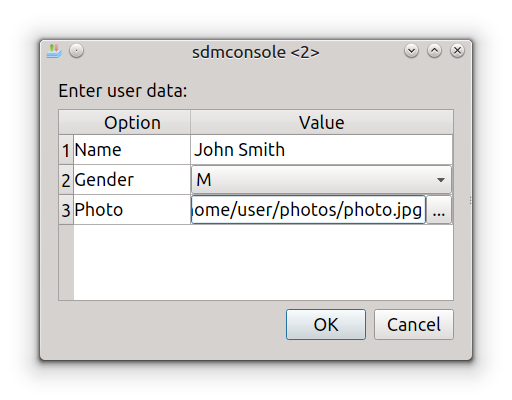 sdmconsole <2>
Enter user data:
Option Value
1 Name John Smith
2 Gender M
3 Photo ome/user/photos/photo.jpg ...
OK Cancel